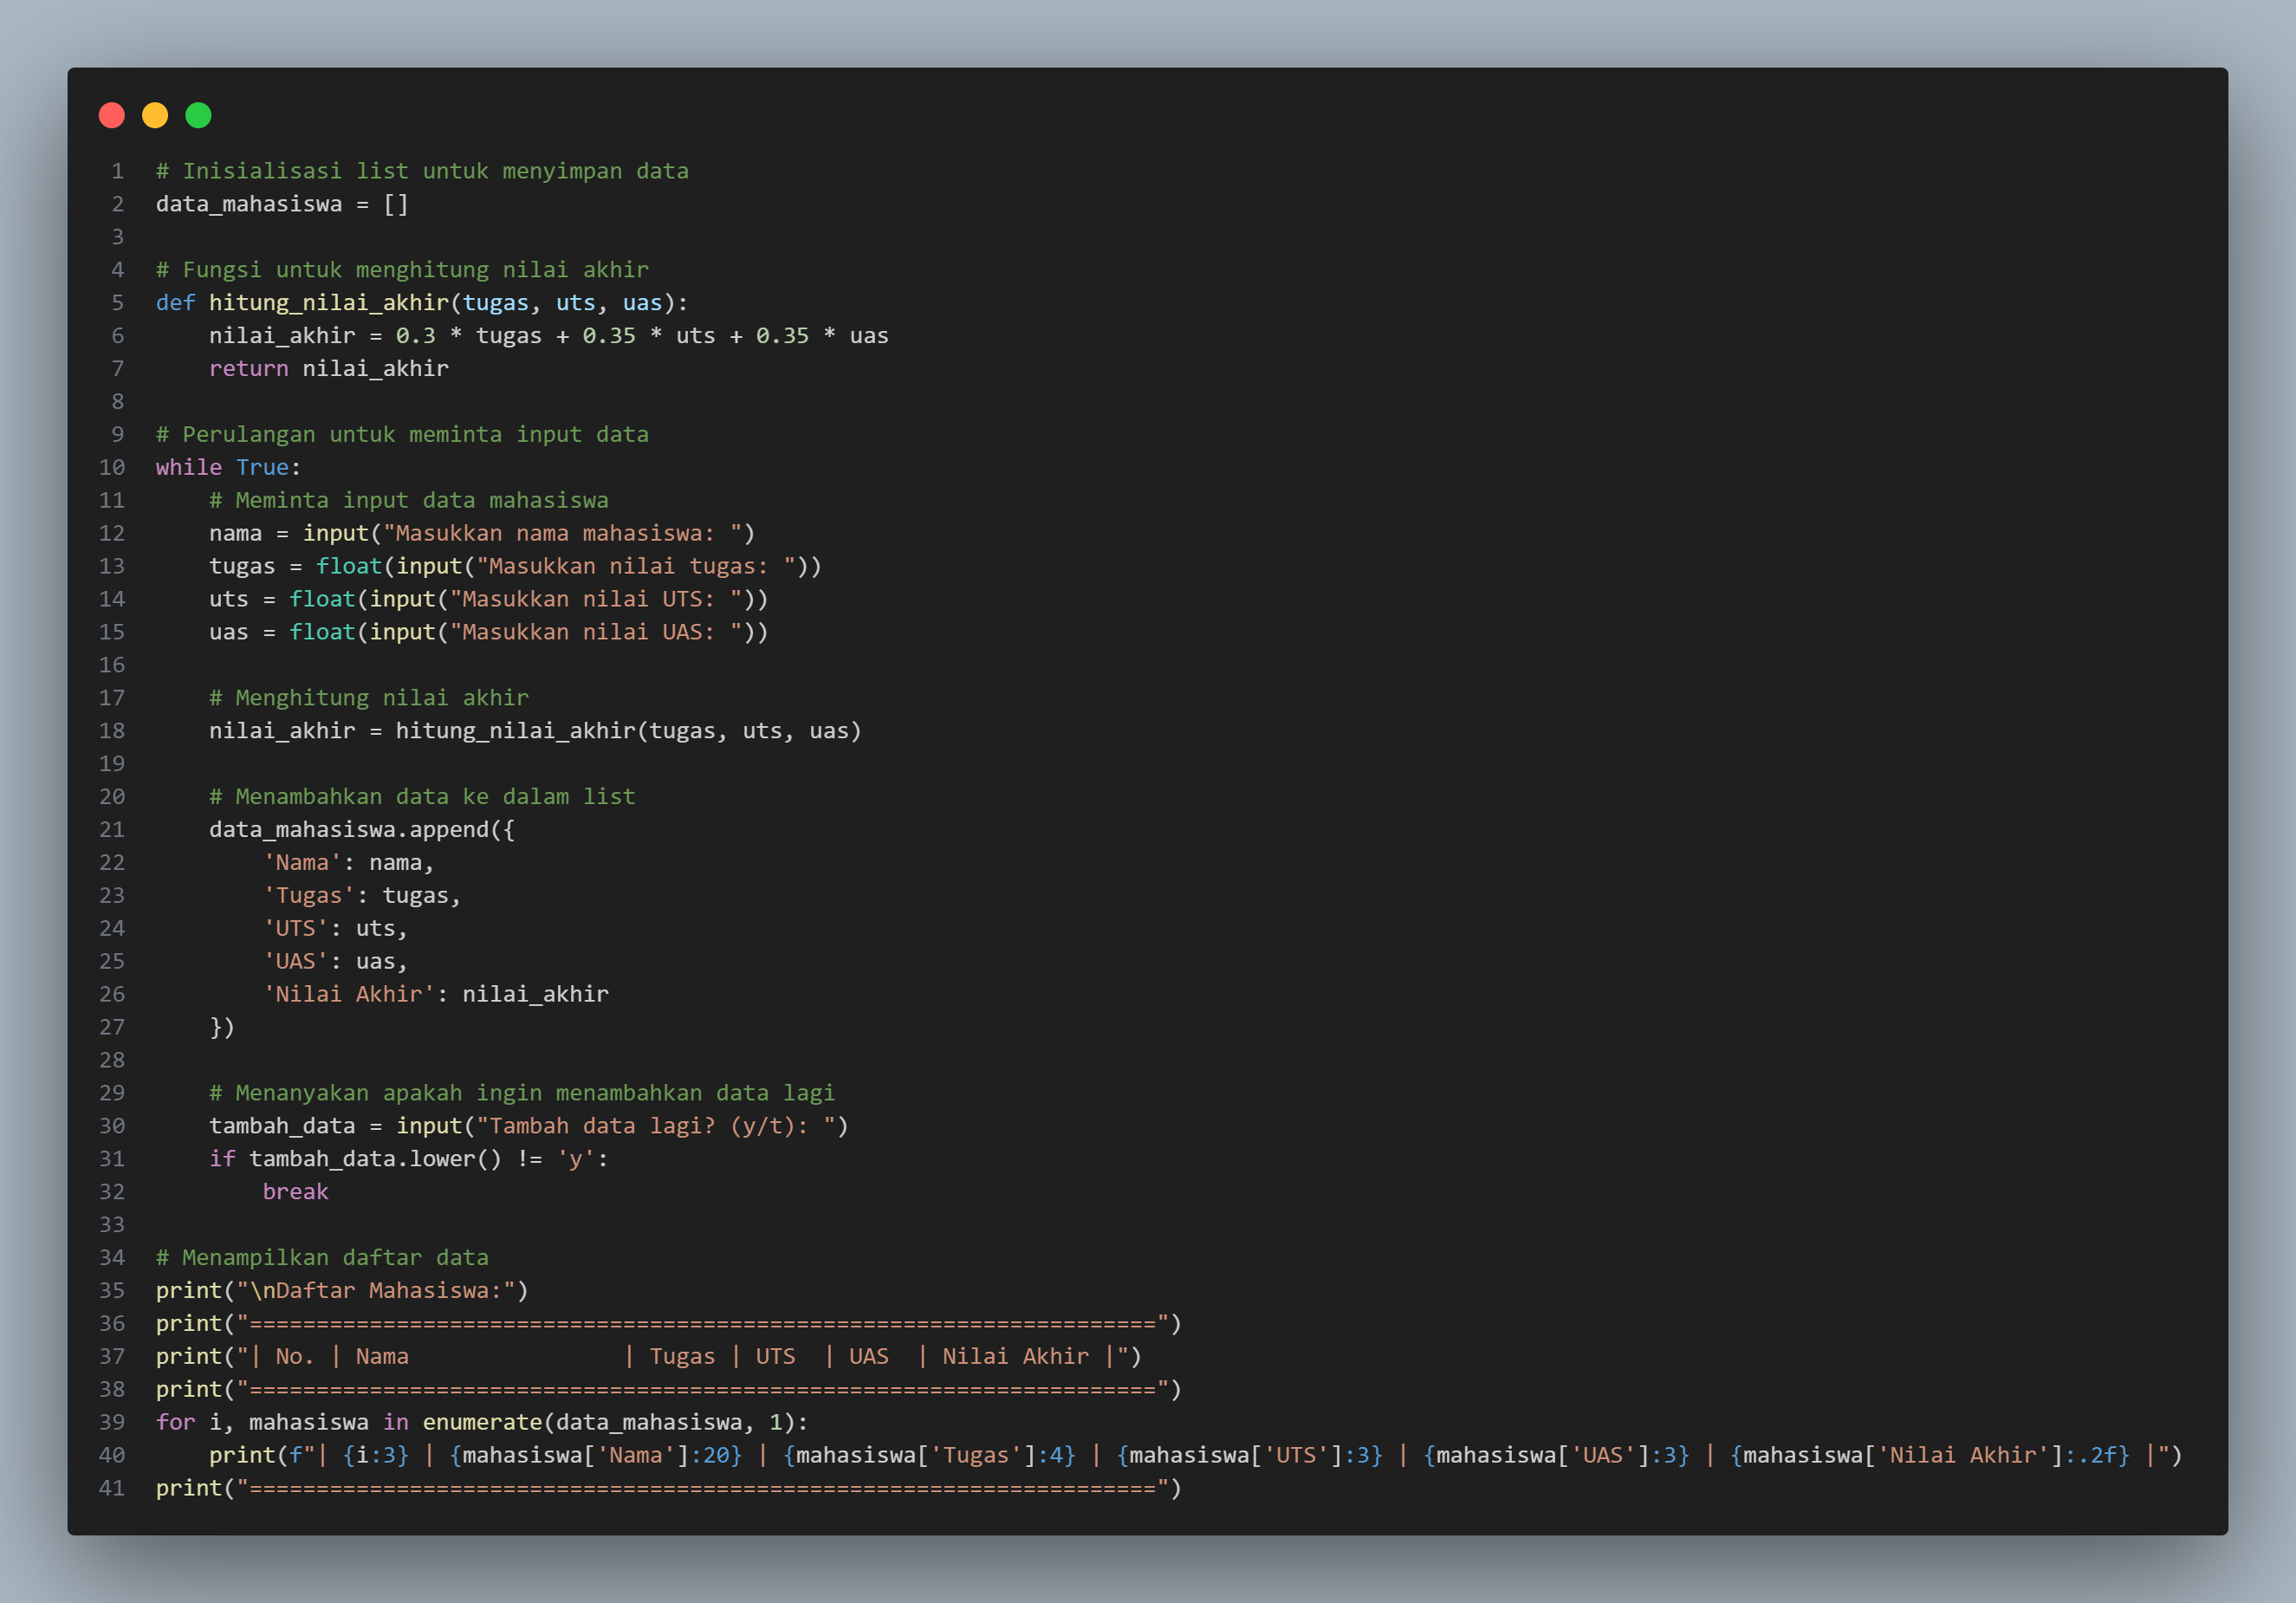 1 # Inisialisasi list untuk menyimpan data
2 data_mahasiswa = []
3
4 # Fungsi untuk menghitung nilai akhir
5 def hitung_nilai_akhir(tugas, uts, uas):
6     nilai_akhir = 0.3 * tugas + 0.35 * uts + 0.35 * uas
7     return nilai_akhir
8
9 # Perulangan untuk meminta input data
10 while True:
11     # Meminta input data mahasiswa
12     nama = input("Masukkan nama mahasiswa: ")
13     tugas = float(input("Masukkan nilai tugas: "))
14     uts = float(input("Masukkan nilai UTS: "))
15     uas = float(input("Masukkan nilai UAS: "))
16
17     # Menghitung nilai akhir
18     nilai_akhir = hitung_nilai_akhir(tugas, uts, uas)
19
20     # Menambahkan data ke dalam list
21     data_mahasiswa.append({
22         'Nama': nama,
23         'Tugas': tugas,
24         'UTS': uts,
25         'UAS': uas,
26         'Nilai Akhir': nilai_akhir
27     })
28
29     # Menanyakan apakah ingin menambahkan data lagi
30     tambah_data = input("Tambah data lagi? (y/t): ")
31     if tambah_data.lower() != 'y':
32         break
33
34 # Menampilkan daftar data
35 print("\nDaftar Mahasiswa:")
36 print("====================================================================")
37 print("| No. | Nama                | Tugas | UTS  | UAS  | Nilai Akhir |")
38 print("====================================================================")
39 for i, mahasiswa in enumerate(data_mahasiswa, 1):
40     print(f"| {i:3} | {mahasiswa['Nama']:20} | {mahasiswa['Tugas']:4} | {mahasiswa['UTS']:3} | {mahasiswa['UAS']:3} | {mahasiswa['Nilai Akhir']:.2f} |")
41 print("====================================================================")